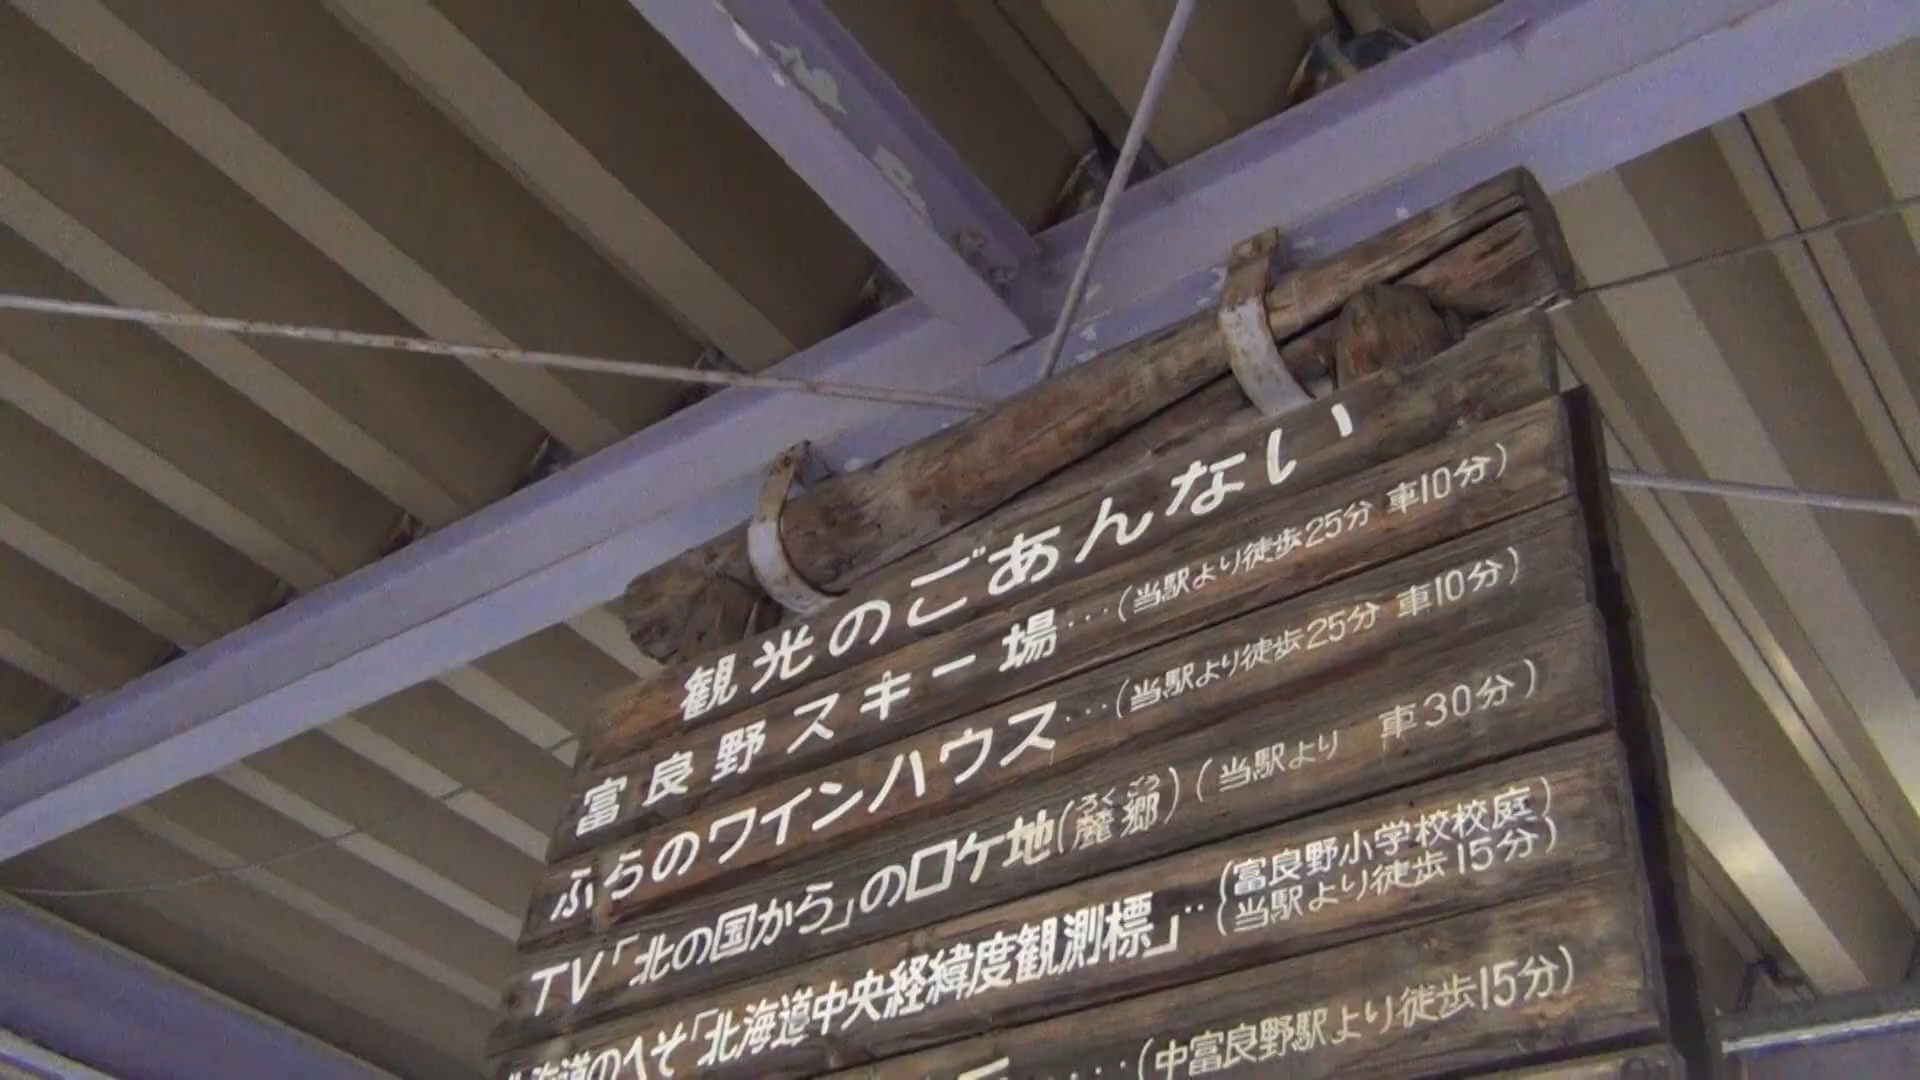 観光のごあんない
富良野スキー場････(当駅より徒歩25分 車10分)
ふらのワインハウス････(当駅より徒歩25分 車10分)
TV「北の国から」のロケ地(麓郷)(当駅より 車30分)
ろくごう
海道のへそ「北海道中央経緯度観測標」‥(富良野小学校校庭)
(当駅より徒歩15分)
(中富良野駅より徒歩15分)